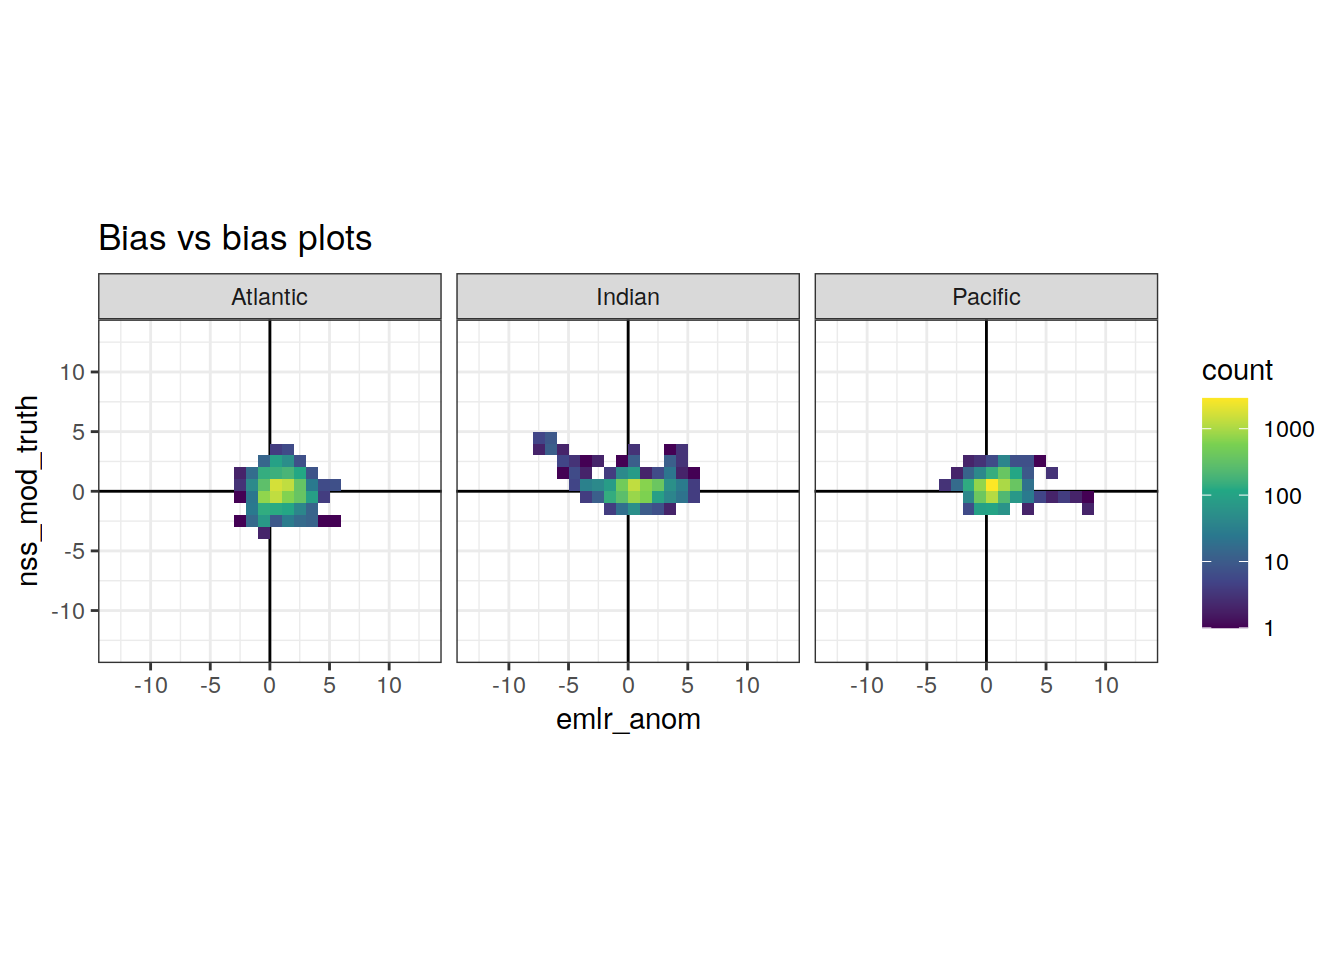 Bias vs bias plots
Atlantic Indian Pacific
nss_mod_truth
10
5
0
-5
-10
-10 -5 0 5 10 -10 -5 0 5 10 -10 -5 0 5 10
emlr_anom
count
1000
100
10
1